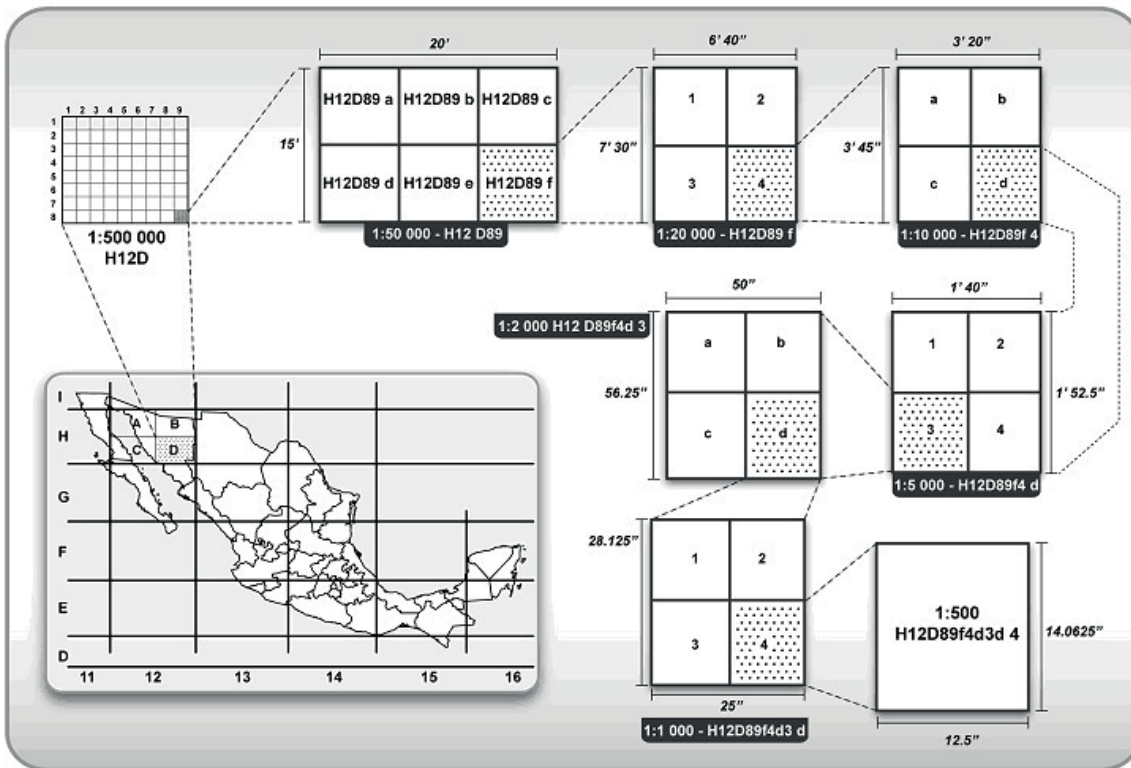 20'
6' 40”
3' 20”
1 2 3 4 5 6 7 8 9
1
2
3
4
5
6
7
8
15'
H12D89 a H12D89 b H12D89 c
H12D89 d H12D89 e H12D89 f
7' 30”
1 2
3 4
3' 45”
a b
c d
1:500 000
H12D
1:50 000 - H12 D89
1:20 000 - H12D89 f
1:10 000 - H12D89f 4
50”
1' 40”
1:2 000 H12 D89f4d 3
56.25”
a b
c d
1 2
3 4
1' 52.5”
1:5 000 - H12D89f4 d
I
H
G
F
E
D
A B
C D
11 12 13 14 15 16
28.125”
1 2
3 4
25”
1:1 000 - H12D89f4d3 d
1:500
H12D89f4d3d 4
14.0625”
12.5”